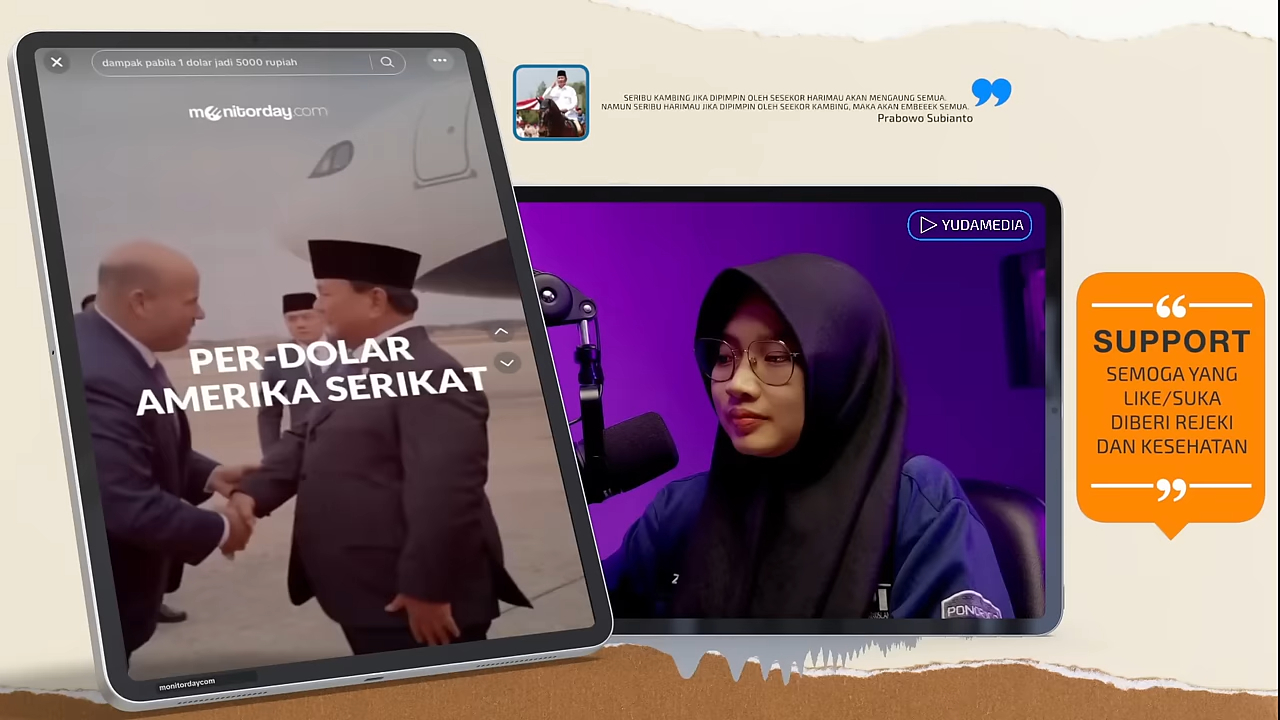 dampak pabila 1 dolar jadi 5000 rupiah
monitorday.com
PER-DOLAR
AMERIKA SERIKAT
monitordaycom
SERIBU KAMBING JIKA DIPIMPIN OLEH SESEKOR HARIMAU AKAN MENGAUNG SEMUA.
NAMUN SERIBU HARIMAU JIKA DIPIMPIN OLEH SEEKOR KAMBING, MAKA AKAN EMBEEEK SEMUA.
Prabowo Subianto
YUDAMEDIA
SUPPORT
SEMOGA YANG
LIKE/SUKA
DIBERI REJEKI
DAN KESEHATAN